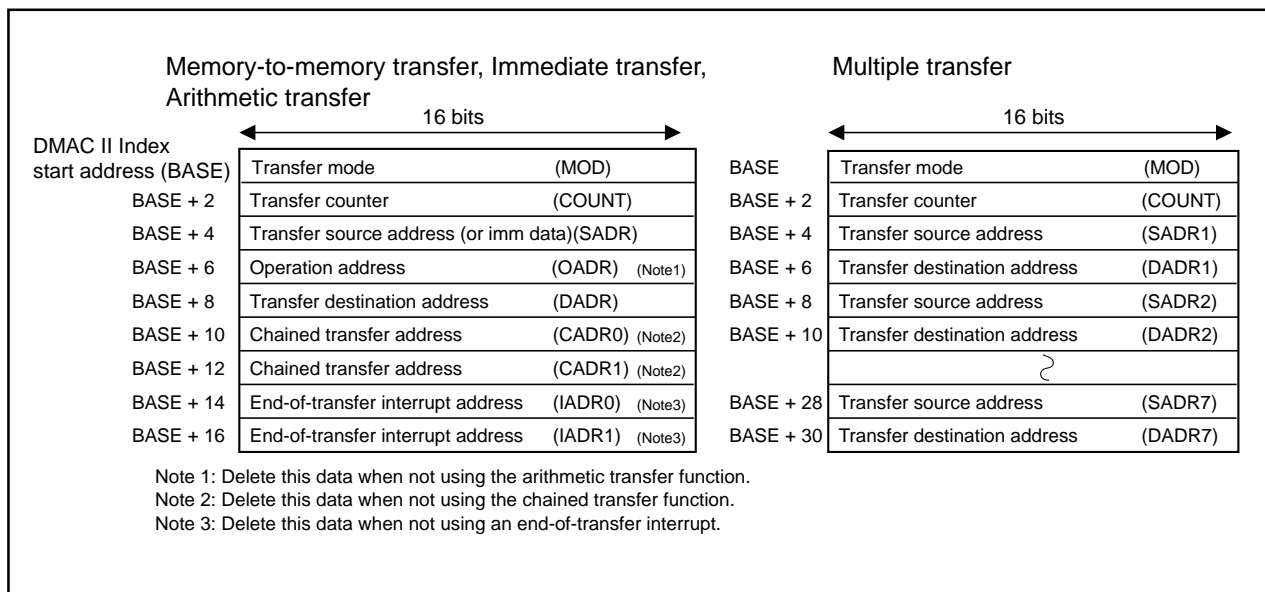 Memory-to-memory transfer, Immediate transfer,
Arithmetic transfer
16 bits
DMAC II Index
start address (BASE) Transfer mode (MOD)
BASE + 2 Transfer counter (COUNT)
BASE + 4 Transfer source address (or imm data)(SADR)
BASE + 6 Operation address (OADR) (Note1)
BASE + 8 Transfer destination address (DADR)
BASE + 10 Chained transfer address (CADR0) (Note2)
BASE + 12 Chained transfer address (CADR1) (Note2)
BASE + 14 End-of-transfer interrupt address (IADR0) (Note3)
BASE + 16 End-of-transfer interrupt address (IADR1) (Note3)
Multiple transfer
16 bits
BASE Transfer mode (MOD)
BASE + 2 Transfer counter (COUNT)
BASE + 4 Transfer source address (SADR1)
BASE + 6 Transfer destination address (DADR1)
BASE + 8 Transfer source address (SADR2)
BASE + 10 Transfer destination address (DADR2)
BASE + 28 Transfer source address (SADR7)
BASE + 30 Transfer destination address (DADR7)
Note 1: Delete this data when not using the arithmetic transfer function.
Note 2: Delete this data when not using the chained transfer function.
Note 3: Delete this data when not using an end-of-transfer interrupt.